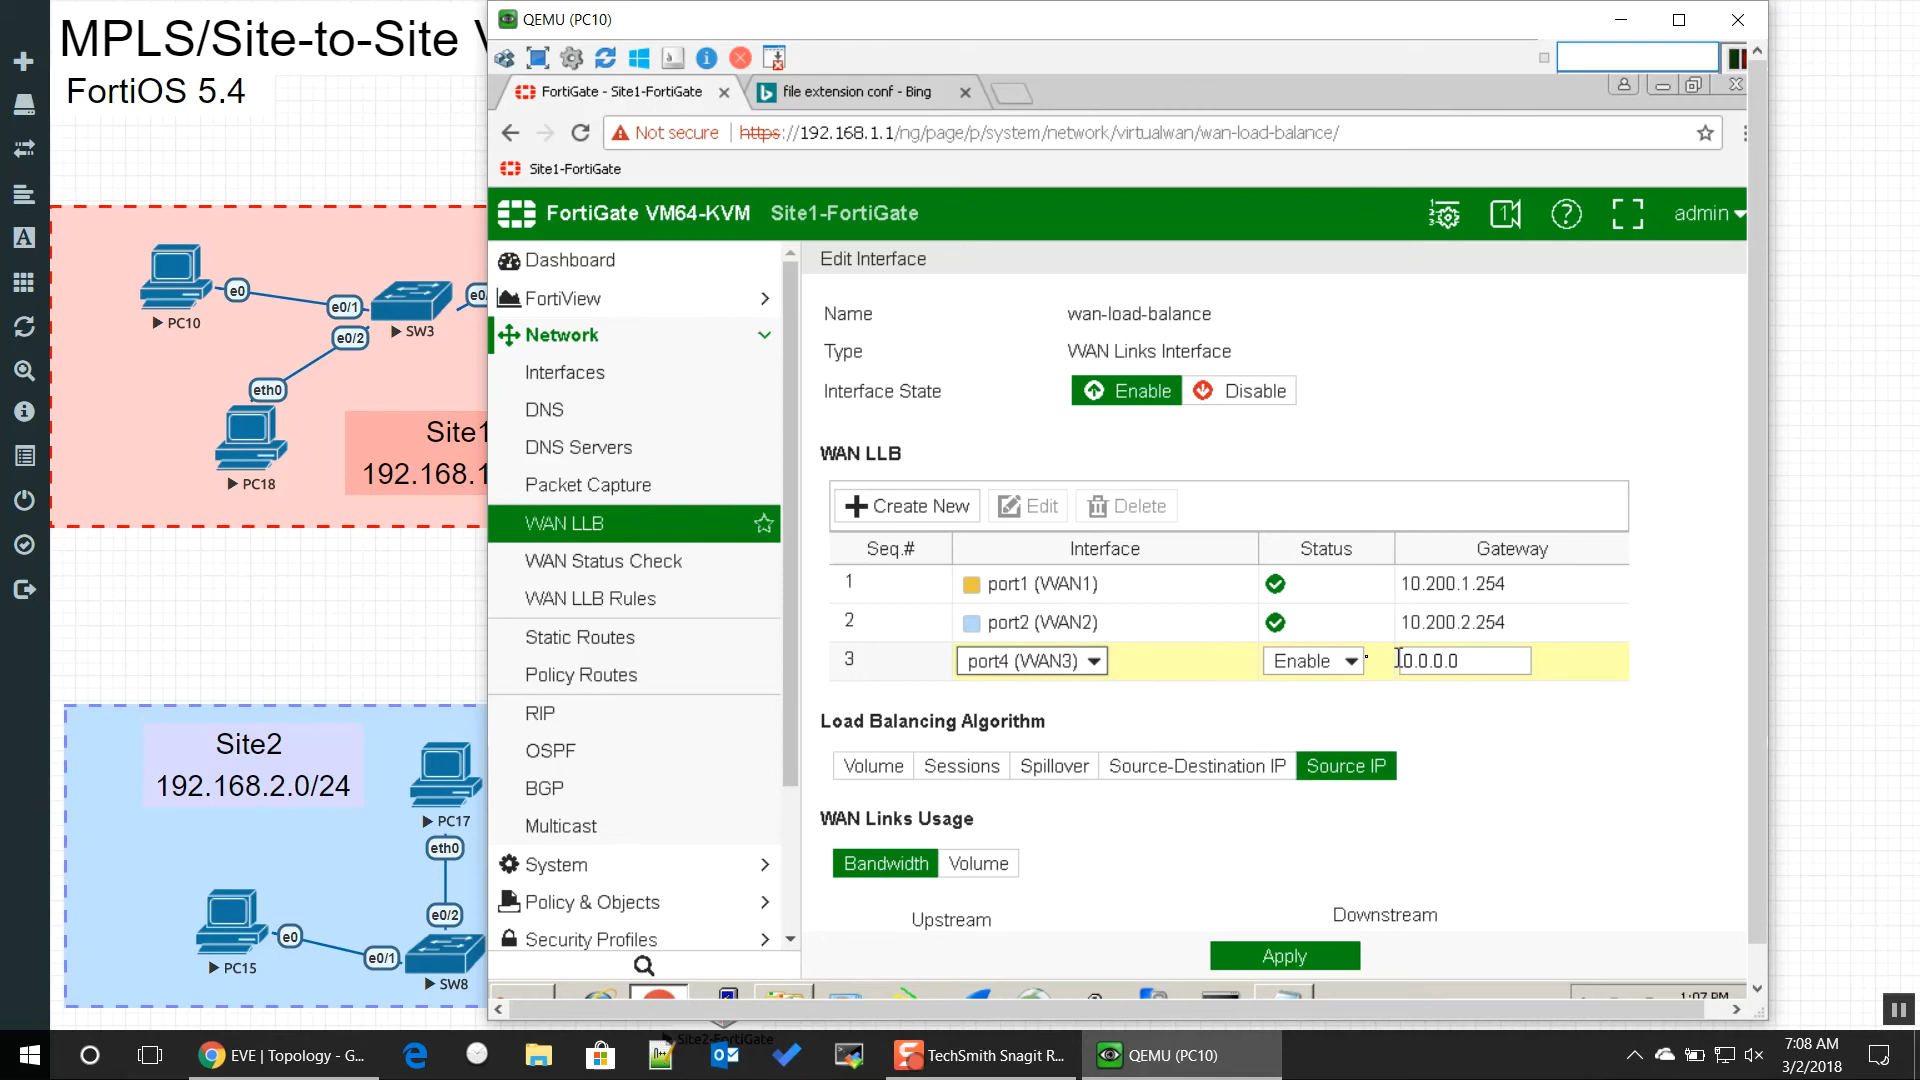 MPLS/Site-to-Site V
FortiOS 5.4
e0
e0/1
PC10
SW3
e0/2
eth0
PC18
Site1
192.168.1
Site2
192.168.2.0/24
PC17
eth0
e0/2
e0
e0/1
PC15
SW8
QEMU (PC10)
FortiGate - Site1-FortiGate
file extension conf - Bing
Not secure
https://192.168.1.1/ng/page/p/system/network/virtualwan/wan-load-balance/
Site1-FortiGate
FortiGate VM64-KVM Site1-FortiGate
admin
Dashboard
FortiView
Network
Interfaces
DNS
DNS Servers
Packet Capture
WAN LLB
WAN Status Check
WAN LLB Rules
Static Routes
Policy Routes
RIP
OSPF
BGP
Multicast
System
Policy & Objects
Security Profiles
Edit Interface
Name wan-load-balance
Type WAN Links Interface
Interface State Enable Disable
WAN LLB
Create New Edit Delete
Seq.# Interface Status Gateway
1 port1 (WAN1) 10.200.1.254
2 port2 (WAN2) 10.200.2.254
3 port4 (WAN3) Enable 0.0.0.0
Load Balancing Algorithm
Volume Sessions Spillover Source-Destination IP Source IP
WAN Links Usage
Bandwidth Volume
Upstream Downstream
Apply
1:07 PM
Site2-FortiGate
EVE | Topology - G...
TechSmith Snagit R...
QEMU (PC10)
7:08 AM
3/2/2018